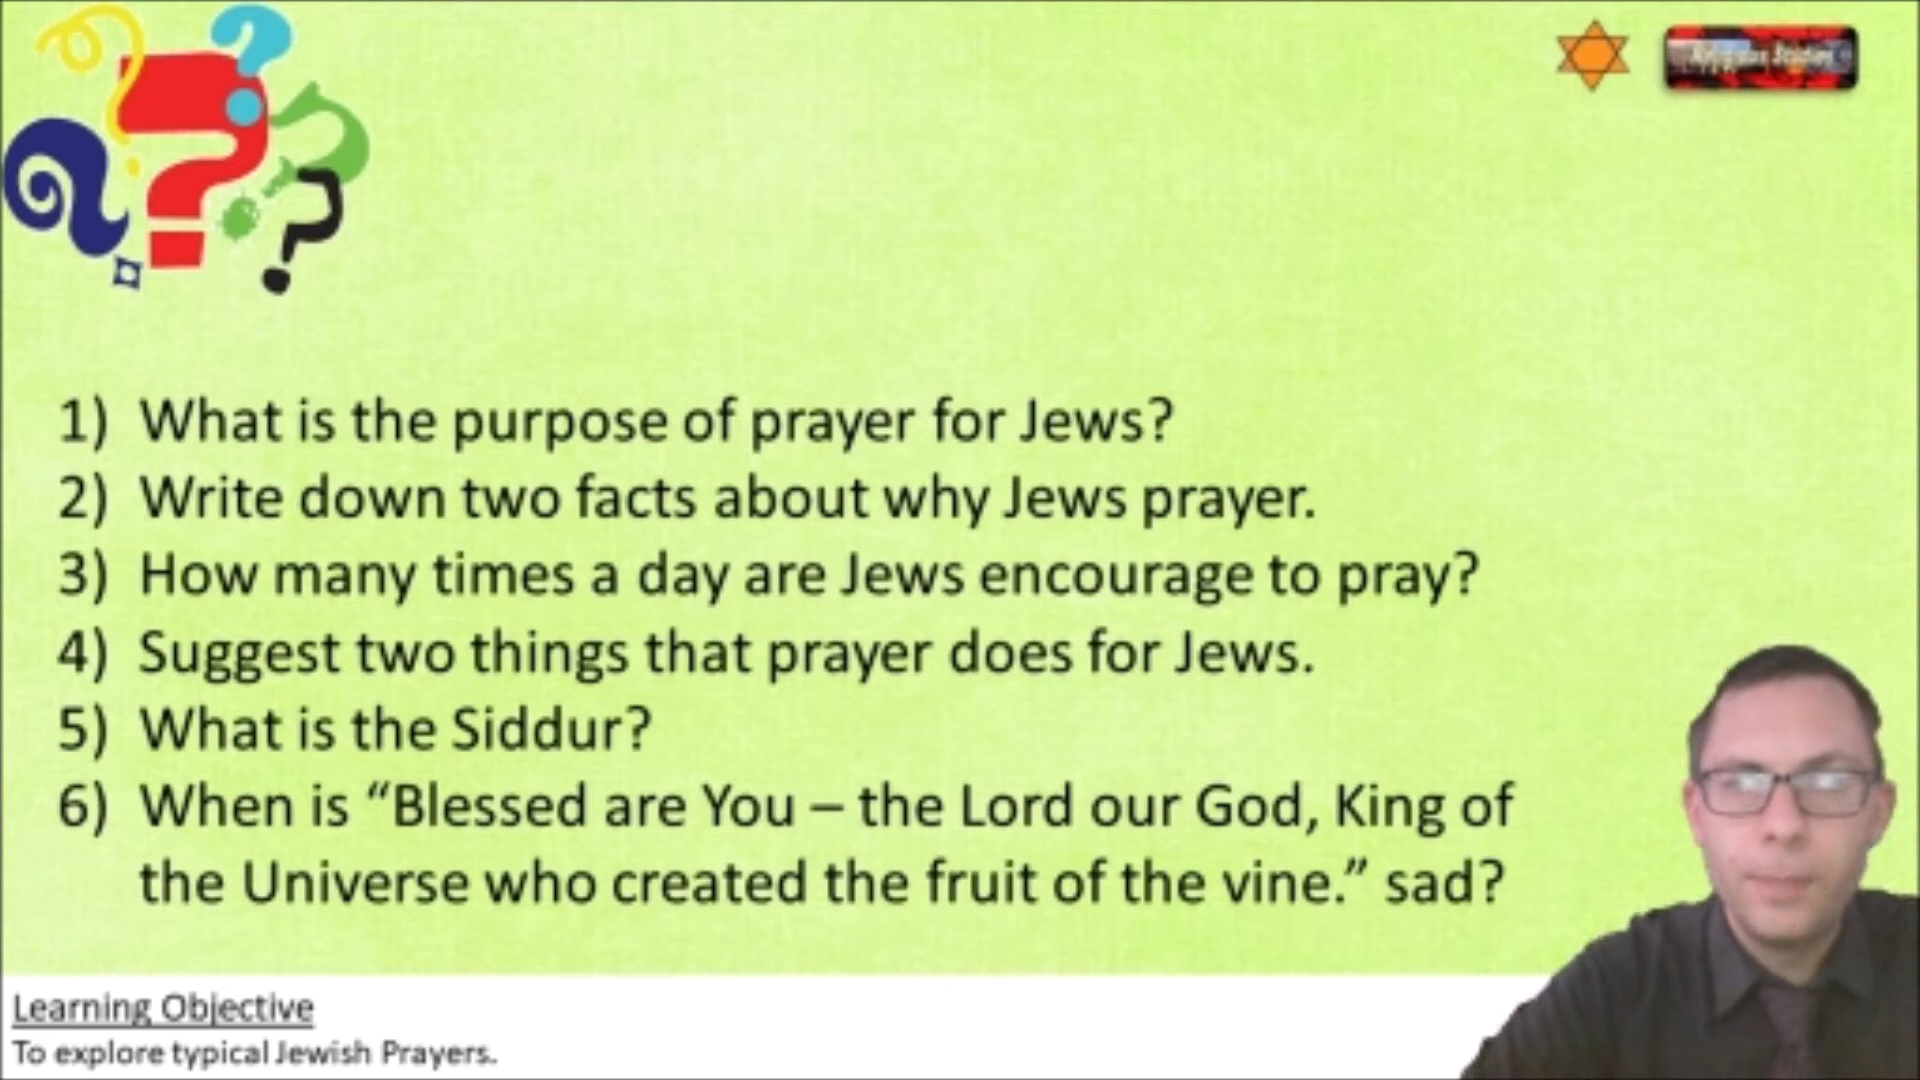 Religious Studies
1) What is the purpose of prayer for Jews?
2) Write down two facts about why Jews prayer.
3) How many times a day are Jews encourage to pray?
4) Suggest two things that prayer does for Jews.
5) What is the Siddur?
6) When is “Blessed are You – the Lord our God, King of
the Universe who created the fruit of the vine.” sad?
Learning Objective
To explore typical Jewish Prayers.